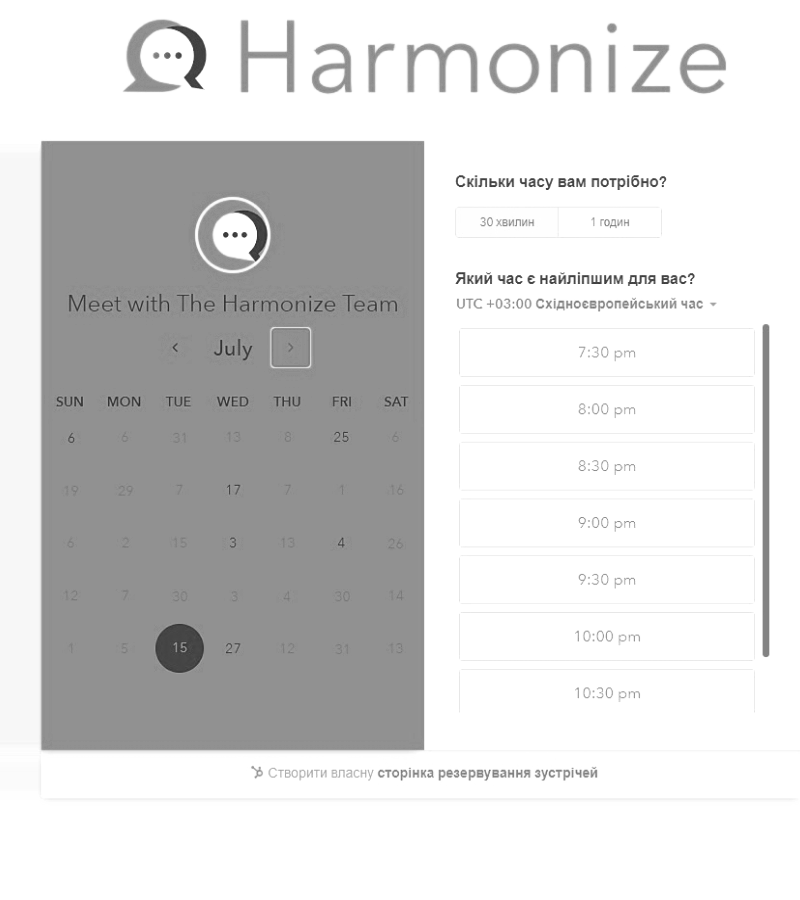 Harmonize
Meet with The Harmonize Team
July
SUN MON TUE WED THU FRI SAT
6 6 31 13 8 25 6
19 29 7 17 7 1 16
6 2 15 3 13 4 26
12 7 30 3 4 30 14
1 5 15 27 12 31 13
Скільки часу вам потрібно?
30 хвилин 1 годин
Який час є найліпшим для вас?
UTC +03:00 Східноєвропейський час
7:30 pm
8:00 pm
8:30 pm
9:00 pm
9:30 pm
10:00 pm
10:30 pm
Створити власну сторінка резервування зустрічей